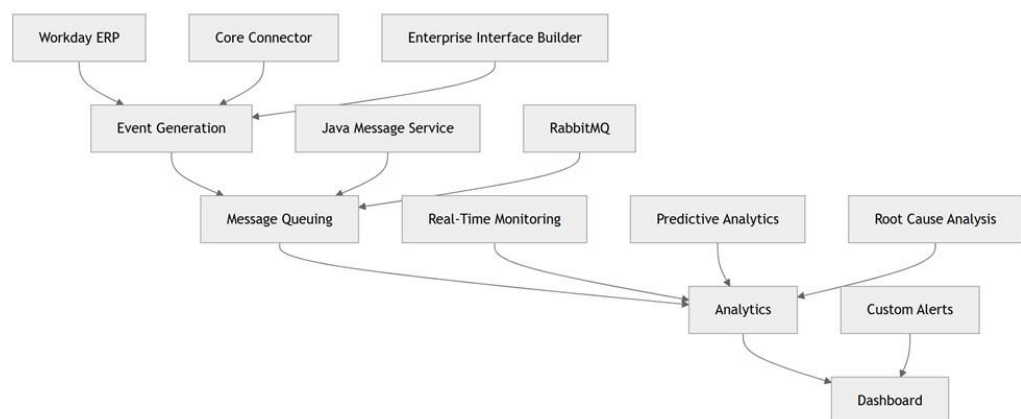 Workday ERP
Core Connector
Enterprise Interface Builder
Event Generation
Java Message Service
RabbitMQ
Message Queuing
Real-Time Monitoring
Predictive Analytics
Root Cause Analysis
Analytics
Custom Alerts
Dashboard